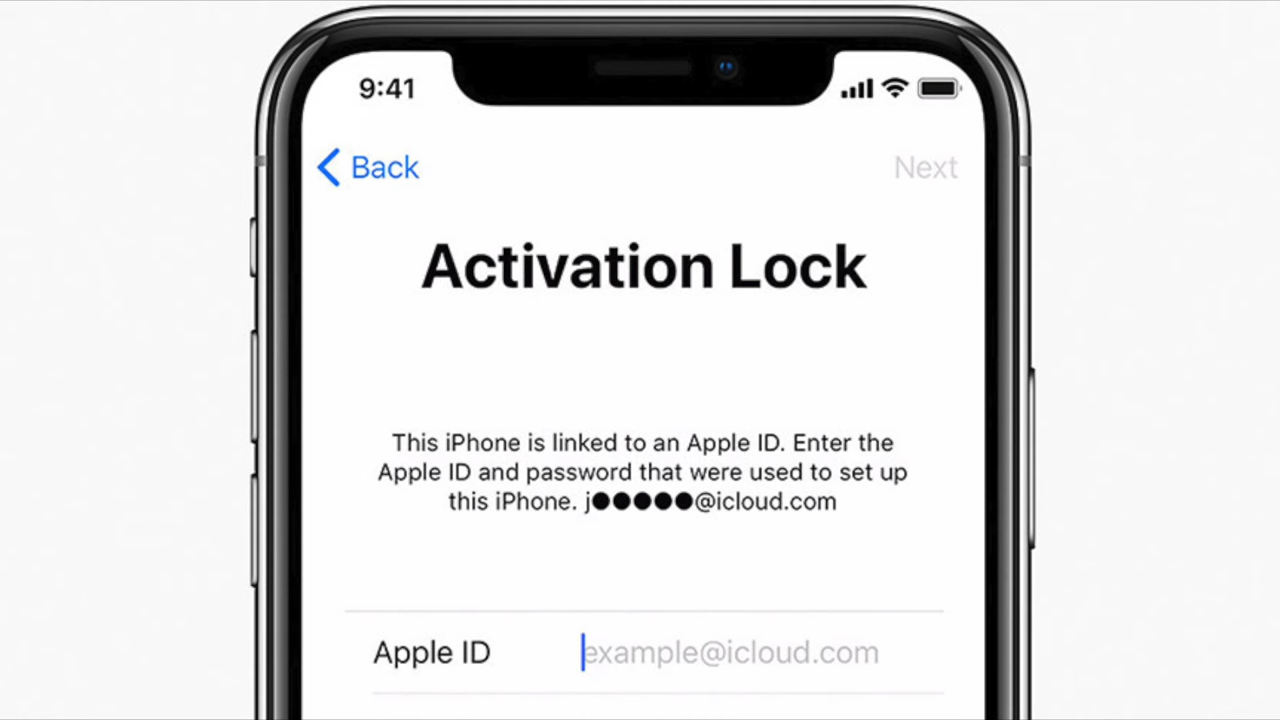 9:41
Back
Next
Activation Lock
This iPhone is linked to an Apple ID. Enter the
Apple ID and password that were used to set up
this iPhone. j●●●●●@icloud.com
Apple ID example@icloud.com